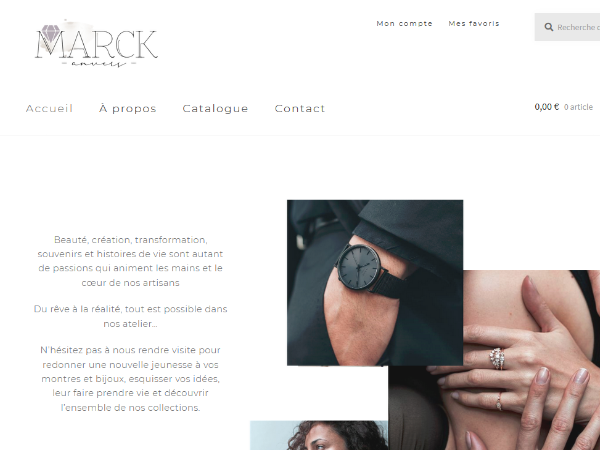 Mon compte Mes favoris
Recherche
MARCK
- anvers -
Accueil À propos Catalogue Contact
0,00 € 0 article
Beauté, création, transformation,
souvenirs et histoires de vie sont autant
de passions qui animent les mains et le
cœur de nos artisans
Du rêve à la réalité, tout est possible dans
nos atelier...
N'hésitez pas à nous rendre visite pour
redonner une nouvelle jeunesse à vos
montres et bijoux, esquisser vos idées,
leur faire prendre vie et découvrir
l'ensemble de nos collections.